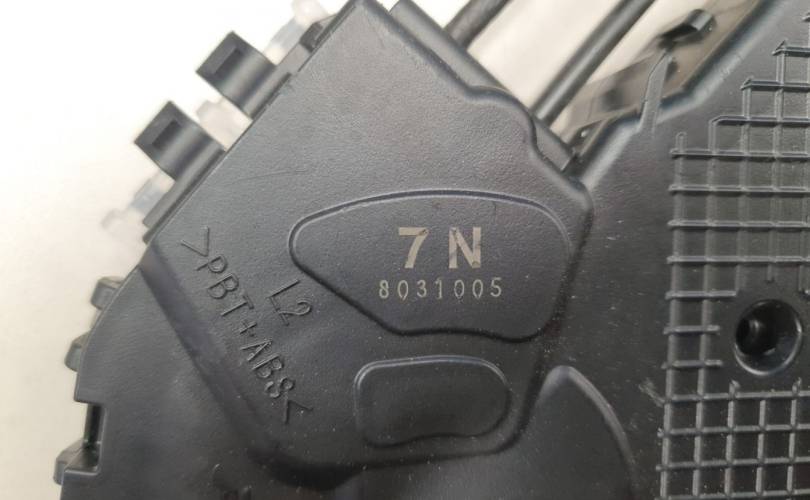 7N
8031005
L2
>PBT+ABS<